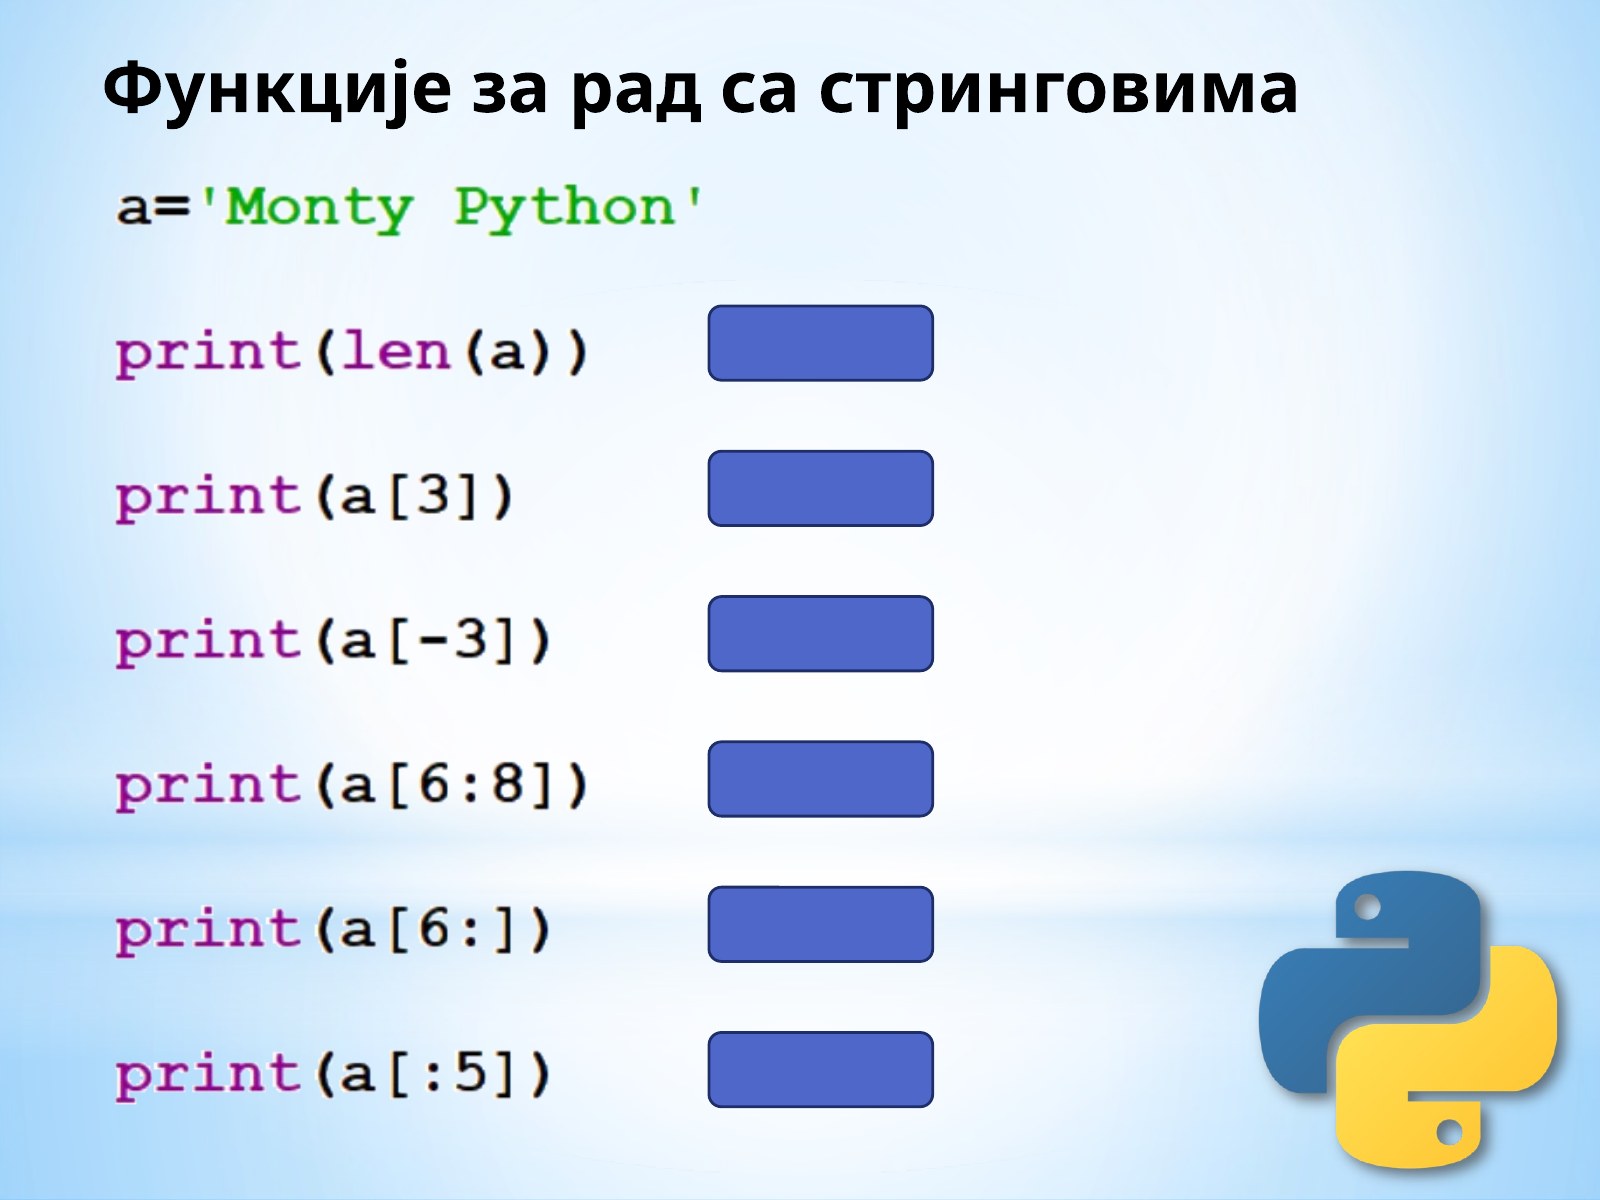 Функције за рад са стринговима
a='Monty Python'
print(len(a))
print(a[3])
print(a[-3])
print(a[6:8])
print(a[6:])
print(a[:5])